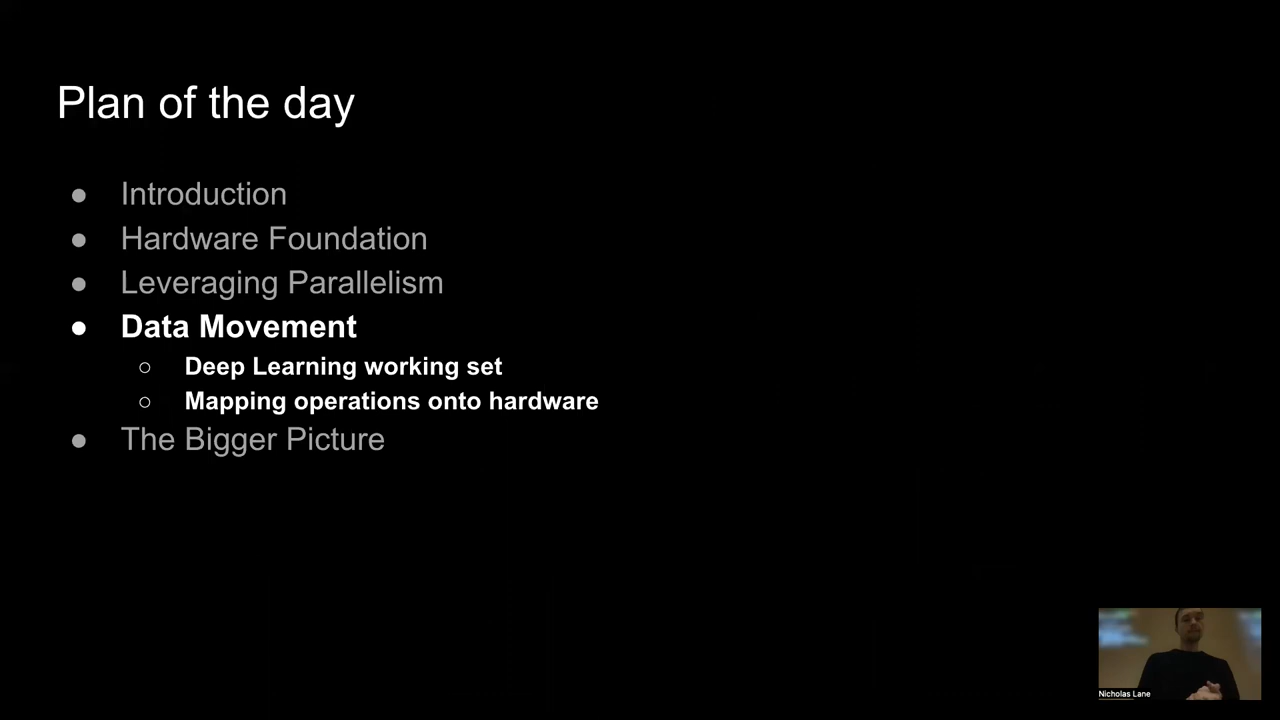 Plan of the day
● Introduction
● Hardware Foundation
● Leveraging Parallelism
● Data Movement
○ Deep Learning working set
○ Mapping operations onto hardware
● The Bigger Picture
Nicholas Lane